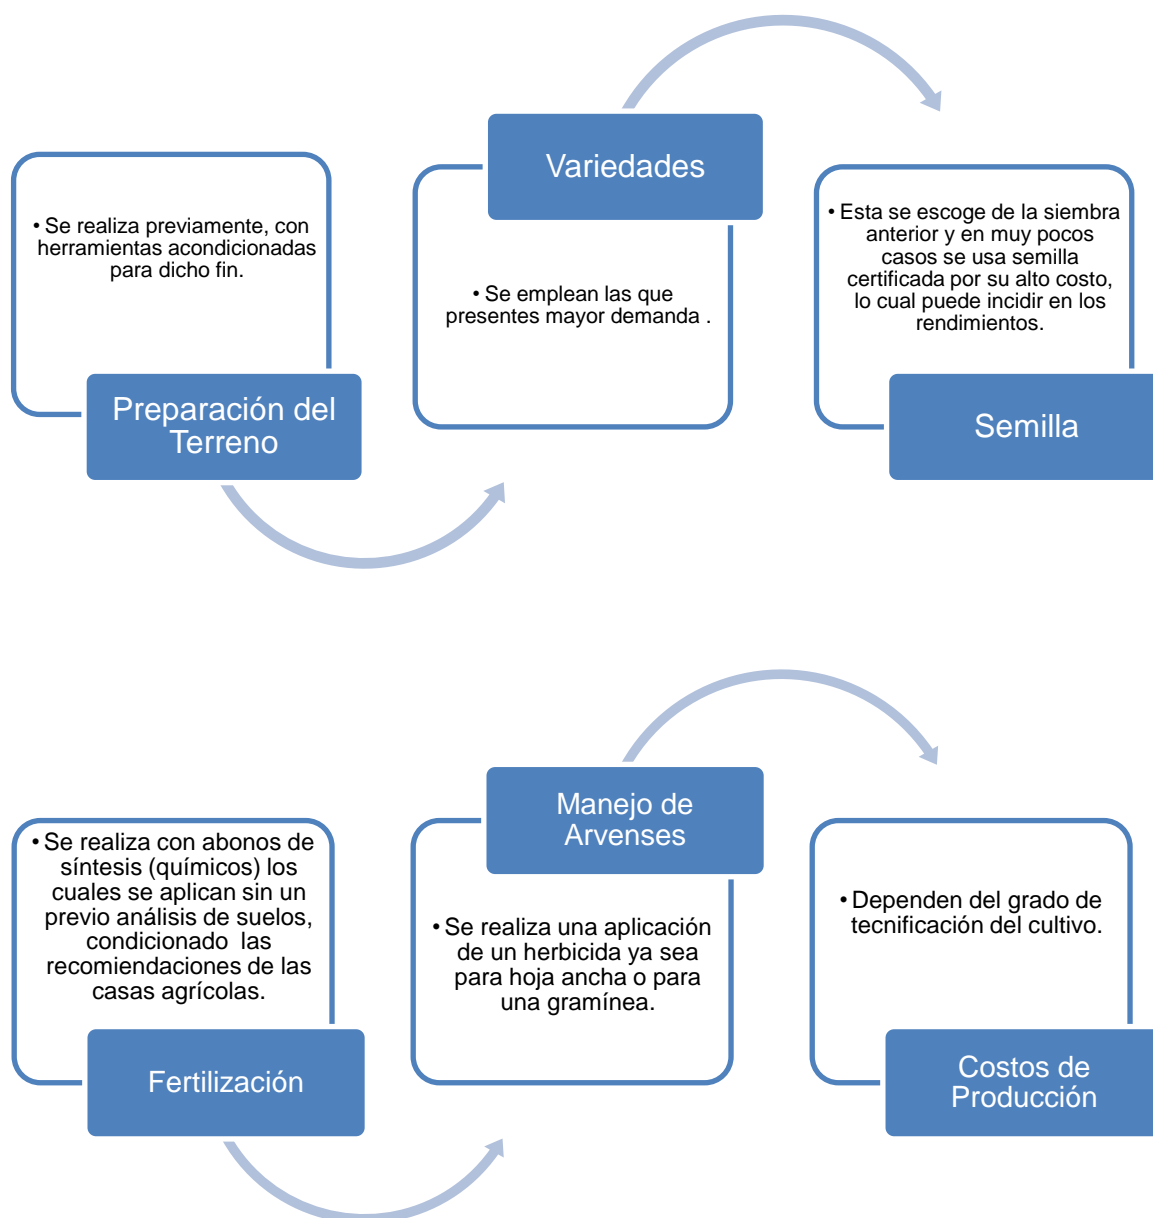 • Se realiza previamente, con
herramientas acondicionadas
para dicho fin.
Preparación del
Terreno
Variedades
• Se emplean las que
presentes mayor demanda .
• Esta se escoge de la siembra
anterior y en muy pocos
casos se usa semilla
certificada por su alto costo,
lo cual puede incidir en los
rendimientos.
Semilla
• Se realiza con abonos de
síntesis (químicos) los
cuales se aplican sin un
previo análisis de suelos,
condicionado  las
recomiendaciones de las
casas agrícolas.
Fertilización
Manejo de
Arvenses
• Se realiza una aplicación
de un herbicida ya sea
para hoja ancha o para
una gramínea.
• Dependen del grado de
tecnificación del cultivo.
Costos de
Producción